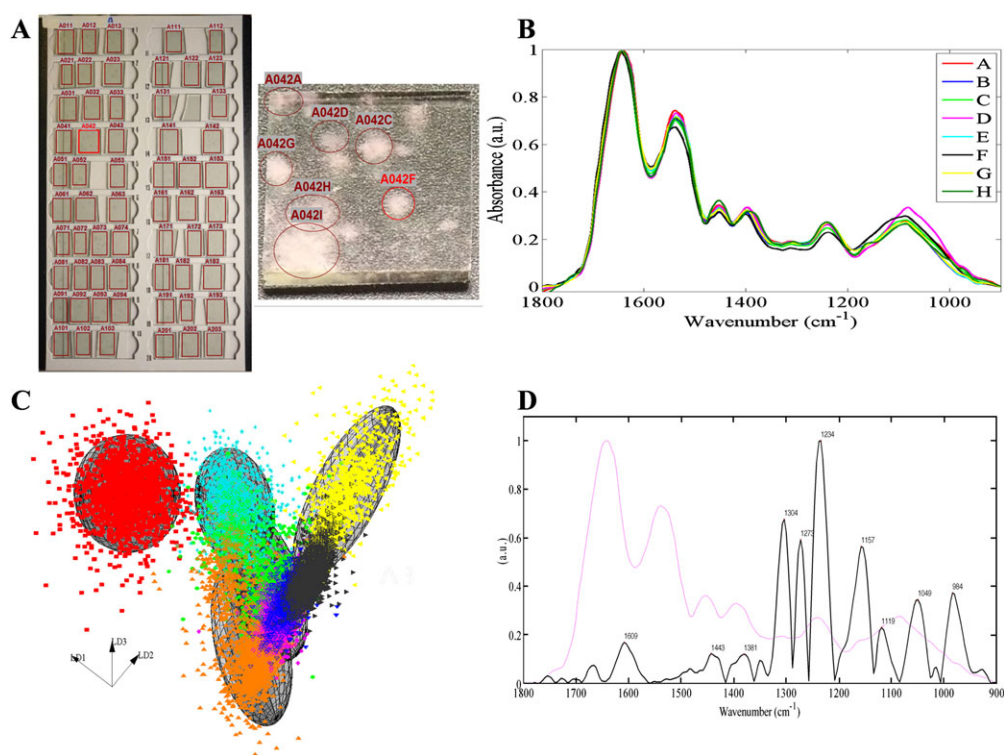 A
A011 A012 A013 A111 A112
A021 A022 A023 A121 A122 A123
A031 A032 A033 A131 A133
A041 A042 A043 A141 A142
A051 A052 A053 A151 A152 A153
A061 A062 A063 A161 A162 A163
A071 A072 A073 A074 A171 A172 A173
A081 A082 A083 A084 A181 A182 A183
A091 A092 A093 A094 A191 A192 A193
A101 A102 A103 A201 A202 A203
A042A
A042D
A042C
A042G
A042H
A042F
A042I
B
Absorbance (a.u.)
1
0.8
0.6
0.4
0.2
0
1800 1600 1400 1200 1000
Wavenumber (cm⁻¹)
A
B
C
D
E
F
G
H
C
LD3
LD1
LD2
D
(a.u.)
1
0.8
0.6
0.4
0.2
0
1609
1443
1381
1304
1273
1234
1157
1119
1049
984
1800 1700 1600 1500 1400 1300 1200 1100 1000 900
Wavenumber (cm⁻¹)